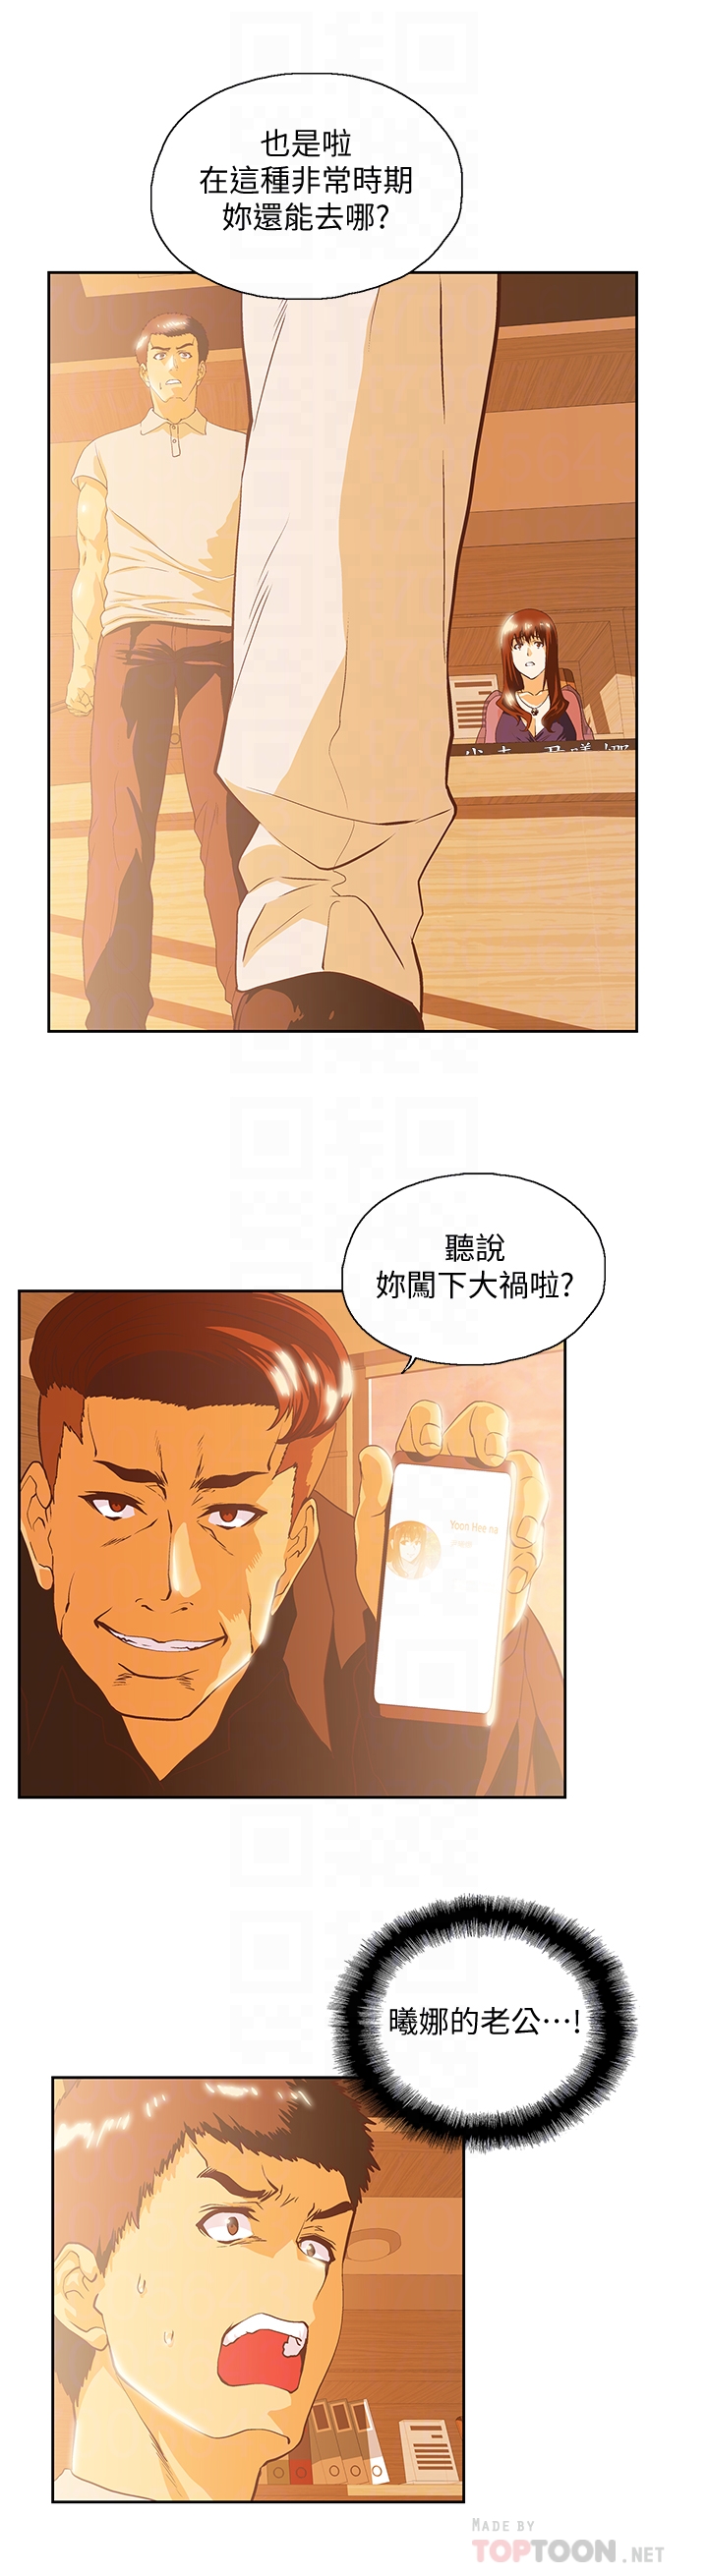 也是啦
在這種非常時期
妳還能去哪?
聽說
妳闖下大禍啦?
Yoon Hee na
曦娜的老公…!
MADE BY
TOPTOON.NET